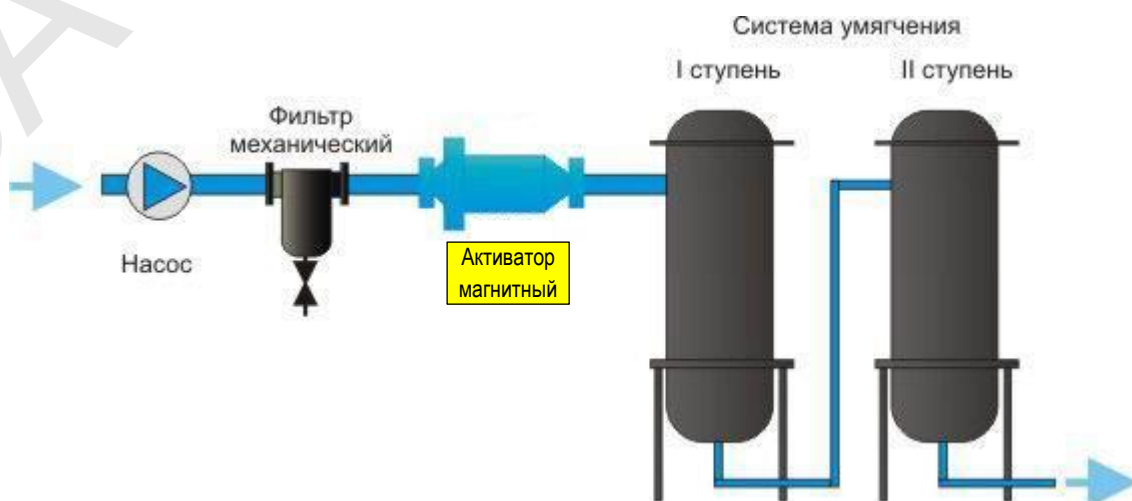 Система умягчения
I ступень
II ступень
Фильтр
механический
Насос
Активатор
магнитный